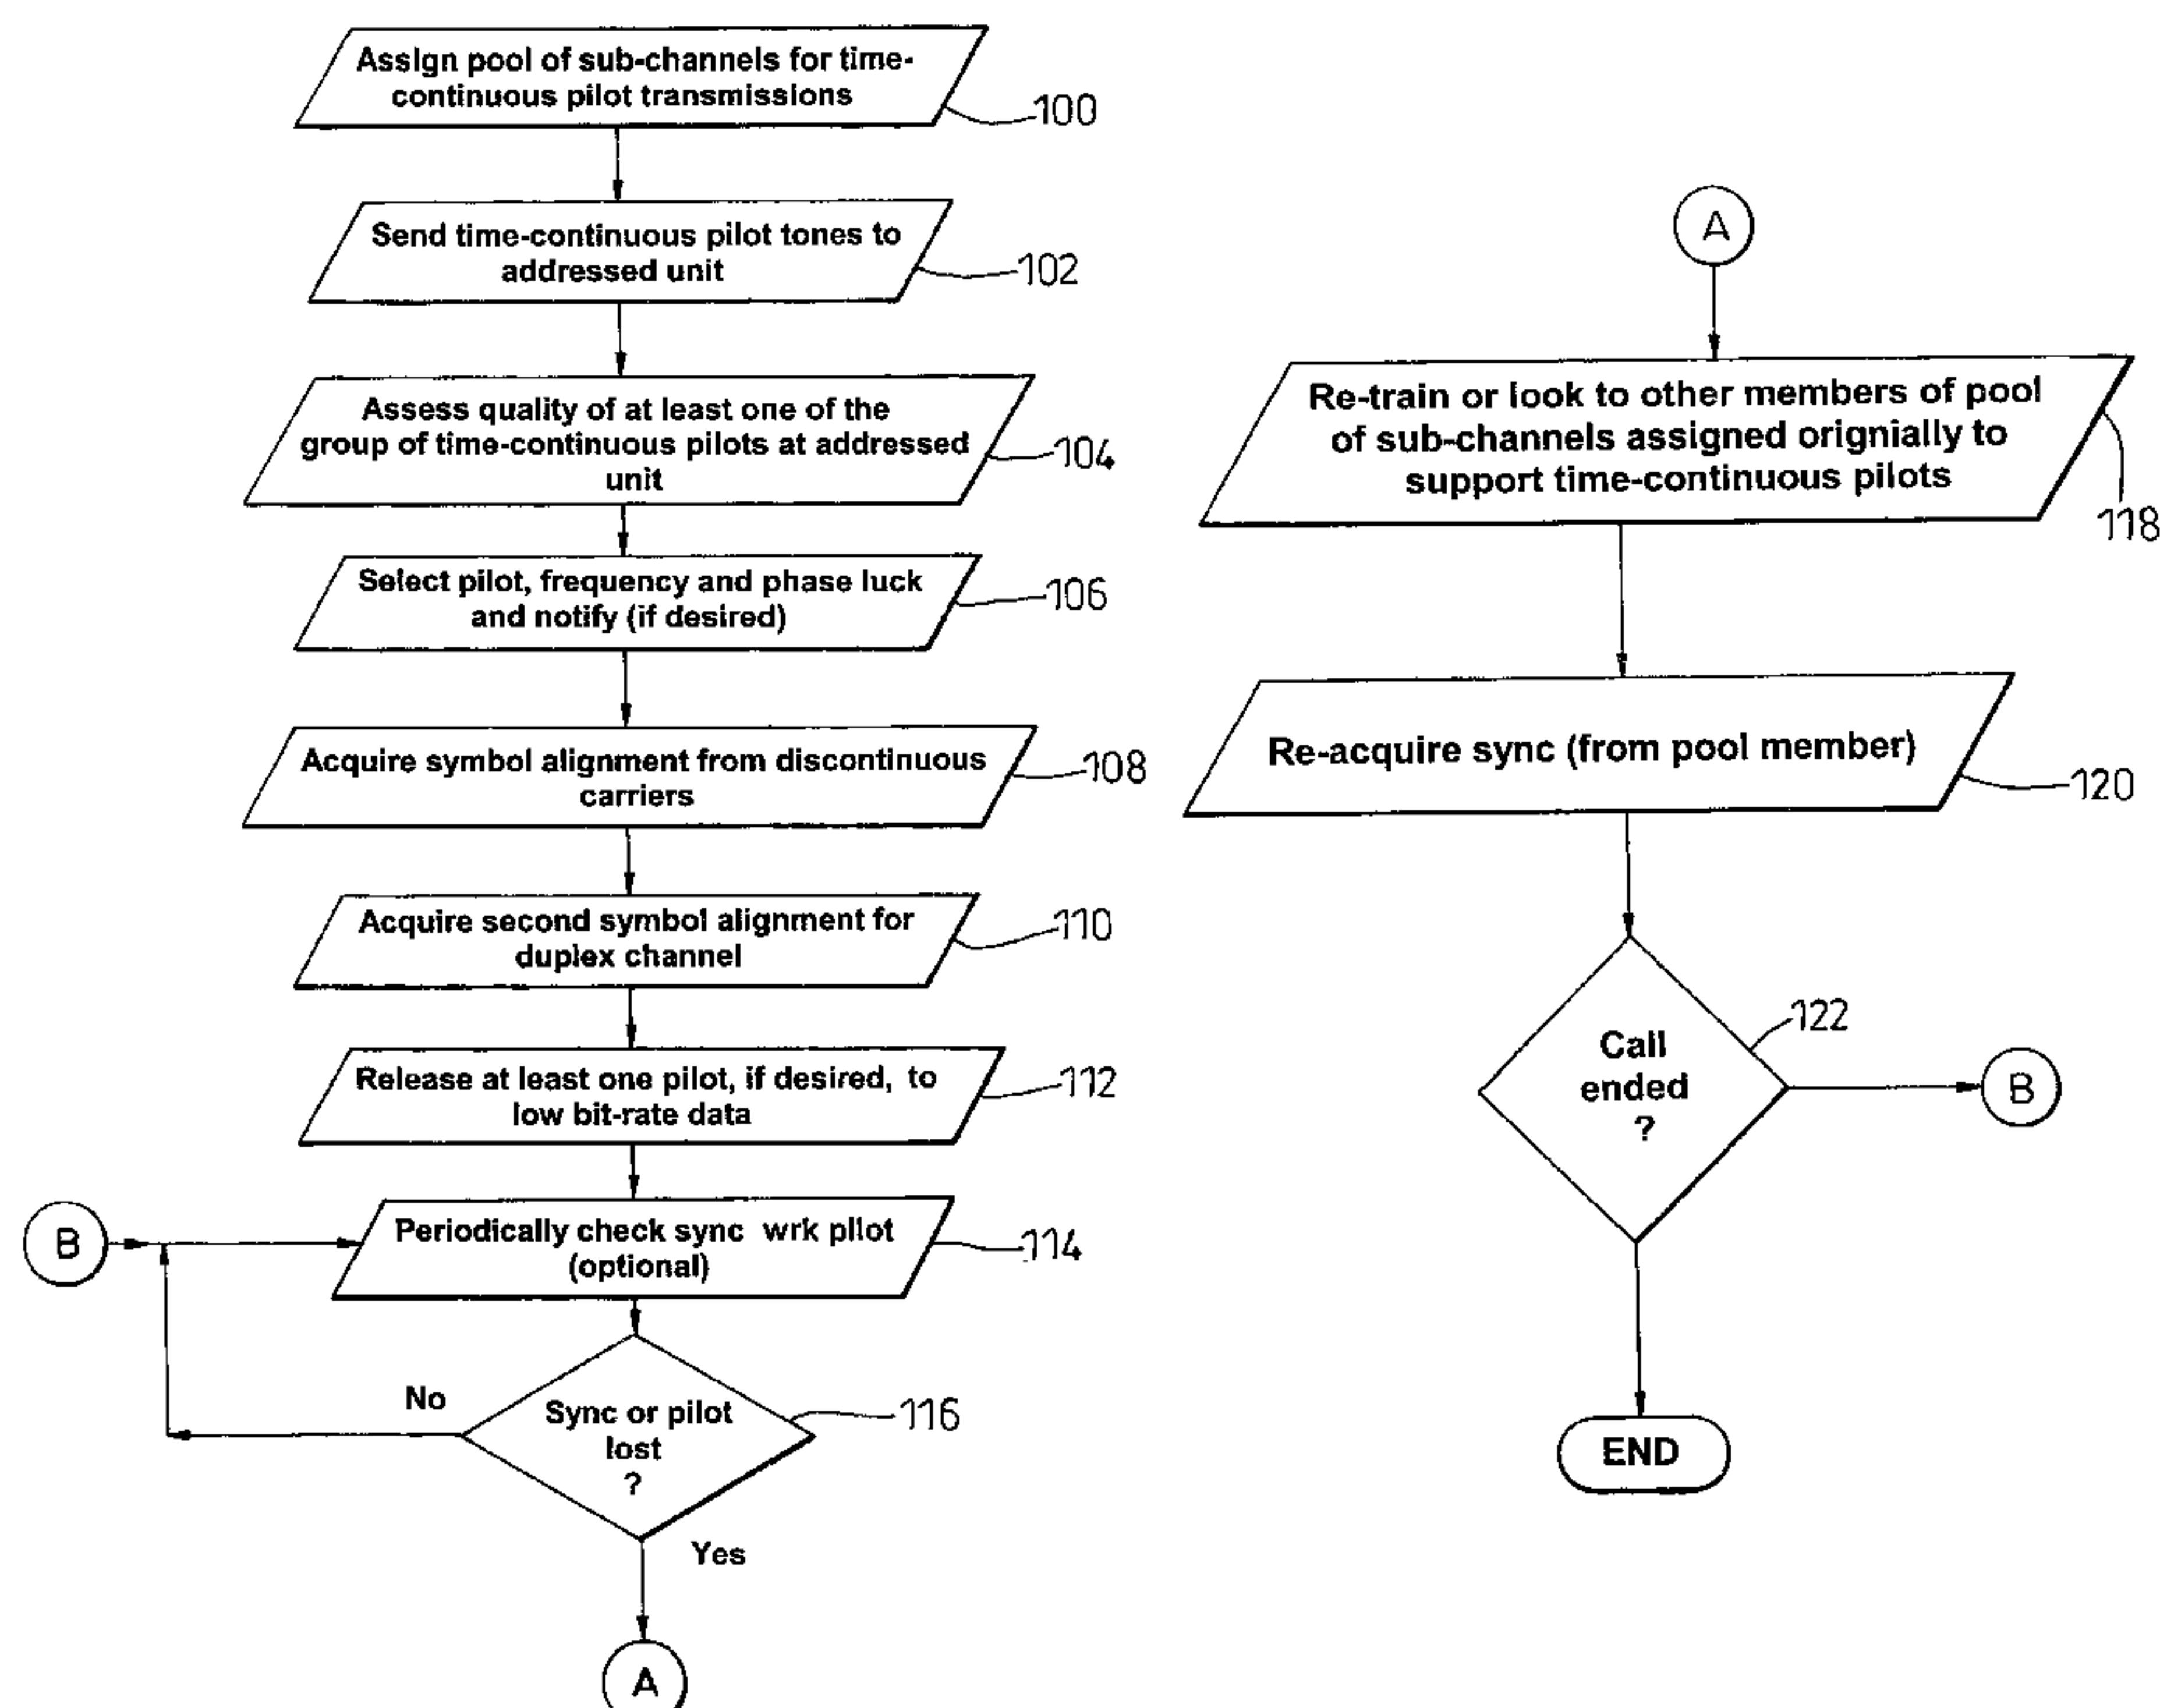 Assign pool of sub-channels for time-
continuous pilot transmissions
100
Send time-continuous pilot tones to
addressed unit
102
Assess quality of at least one of the
group of time-continuous pilots at addressed
unit
104
Select pilot, frequency and phase luck
and notify (if desired)
106
Acquire symbol alignment from discontinuous
carriers
108
Acquire second symbol alignment for
duplex channel
110
Release at least one pilot, if desired, to
low bit-rate data
112
B
Periodically check sync wrk pilot
(optional)
114
No
Sync or pilot
lost
?
116
Yes
A
A
Re-train or look to other members of pool
of sub-channels assigned orignially to
support time-continuous pilots
118
Re-acquire sync (from pool member)
120
Call
ended
?
122
B
END